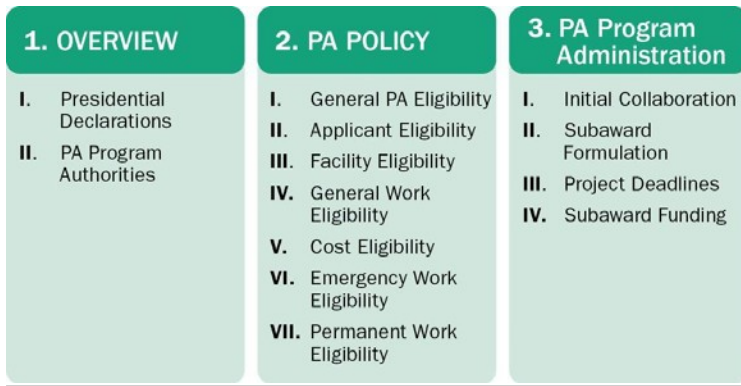 1. OVERVIEW
I. Presidential
Declarations
II. PA Program
Authorities
2. PA POLICY
I. General PA Eligibility
II. Applicant Eligibility
III. Facility Eligibility
IV. General Work
Eligibility
V. Cost Eligibility
VI. Emergency Work
Eligibility
VII. Permanent Work
Eligibility
3. PA Program
Administration
I. Initial Collaboration
II. Subaward
Formulation
III. Project Deadlines
IV. Subaward Funding